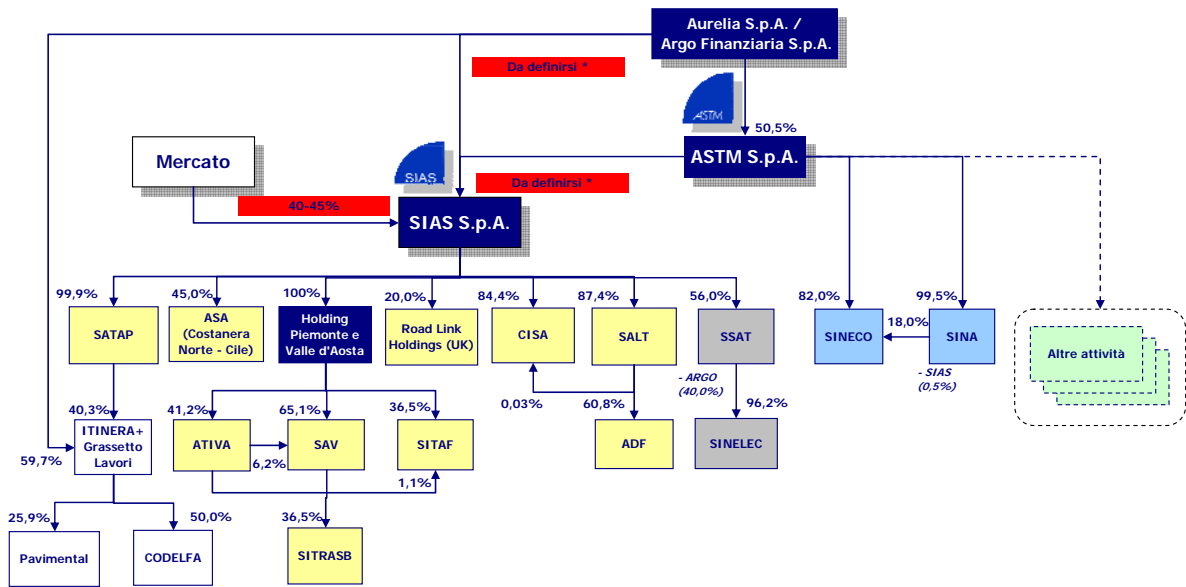 Aurelia S.p.A. /
Argo Finanziaria S.p.A.
Da definirsi *
ASTM
50,5%
Mercato
SIAS
ASTM S.p.A.
Da definirsi *
40-45%
SIAS S.p.A.
99,9%
45,0%
100%
20,0%
84,4%
87,4%
56,0%
82,0%
99,5%
SATAP
ASA
(Costanera
Norte - Cile)
Holding
Piemonte e
Valle d'Aosta
Road Link
Holdings (UK)
CISA
SALT
SSAT
SINECO
18,0%
SINA
Altre attività
- ARGO
(40,0%)
- SIAS
(0,5%)
40,3%
41,2%
65,1%
36,5%
0,03%
60,8%
96,2%
59,7%
ITINERA+
Grassetto
Lavori
ATIVA
6,2%
SAV
SITAF
1,1%
ADF
SINELEC
25,9%
50,0%
36,5%
Pavimental
CODELFA
SITRASB